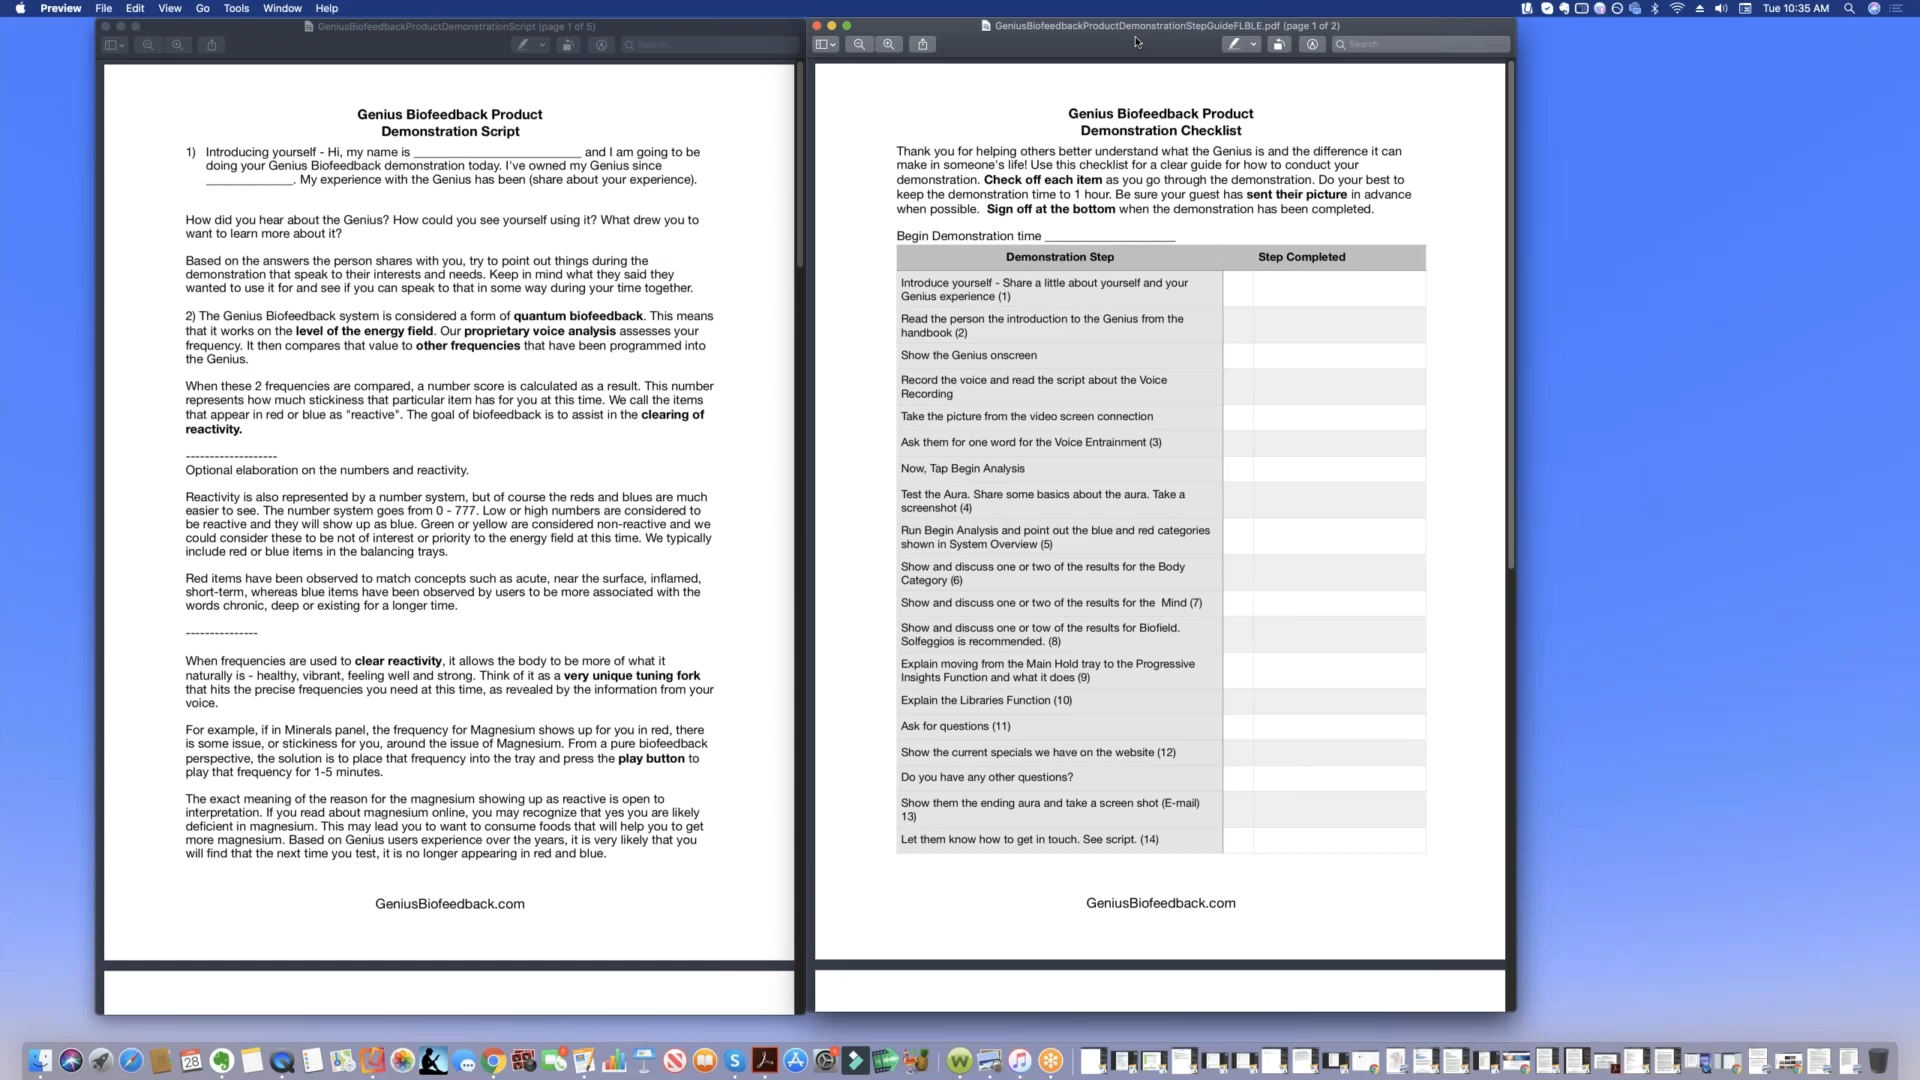 Preview File Edit View Go Tools Window Help
Tue 10:35 AM
GeniusBiofeedbackProductDemonstrationScript (page 1 of 5)
Search
Genius Biofeedback Product
Demonstration Script
1) Introducing yourself - Hi, my name is ________________________ and I am going to be
doing your Genius Biofeedback demonstration today. I've owned my Genius since
_____________. My experience with the Genius has been (share about your experience).
How did you hear about the Genius? How could you see yourself using it? What drew you to
want to learn more about it?
Based on the answers the person shares with you, try to point out things during the
demonstration that speak to their interests and needs. Keep in mind what they said they
wanted to use it for and see if you can speak to that in some way during your time together.
2) The Genius Biofeedback system is considered a form of quantum biofeedback. This means
that it works on the level of the energy field. Our proprietary voice analysis assesses your
frequency. It then compares that value to other frequencies that have been programmed into
the Genius.
When these 2 frequencies are compared, a number score is calculated as a result. This number
represents how much stickiness that particular item has for you at this time. We call the items
that appear in red or blue as "reactive". The goal of biofeedback is to assist in the clearing of
reactivity.
-------------------
Optional elaboration on the numbers and reactivity.
Reactivity is also represented by a number system, but of course the reds and blues are much
easier to see. The number system goes from 0 - 777. Low or high numbers are considered to
be reactive and they will show up as blue. Green or yellow are considered non-reactive and we
could consider these to be not of interest or priority to the energy field at this time. We typically
include red or blue items in the balancing trays.
Red items have been observed to match concepts such as acute, near the surface, inflamed,
short-term, whereas blue items have been observed by users to be more associated with the
words chronic, deep or existing for a longer time.
---------------
When frequencies are used to clear reactivity, it allows the body to be more of what it
naturally is - healthy, vibrant, feeling well and strong. Think of it as a very unique tuning fork
that hits the precise frequencies you need at this time, as revealed by the information from your
voice.
For example, if in Minerals panel, the frequency for Magnesium shows up for you in red, there
is some issue, or stickiness for you, around the issue of Magnesium. From a pure biofeedback
perspective, the solution is to place that frequency into the tray and press the play button to
play that frequency for 1-5 minutes.
The exact meaning of the reason for the magnesium showing up as reactive is open to
interpretation. If you read about magnesium online, you may recognize that yes you are likely
deficient in magnesium. This may lead you to want to consume foods that will help you to get
more magnesium. Based on Genius users experience over the years, it is very likely that you
will find that the next time you test, it is no longer appearing in red and blue.
GeniusBiofeedback.com
GeniusBiofeedbackProductDemonstrationStepGuideFLBLE.pdf (page 1 of 2)
Search
Genius Biofeedback Product
Demonstration Checklist
Thank you for helping others better understand what the Genius is and the difference it can
make in someone's life! Use this checklist for a clear guide for how to conduct your
demonstration. Check off each item as you go through the demonstration. Do your best to
keep the demonstration time to 1 hour. Be sure your guest has sent their picture in advance
when possible. Sign off at the bottom when the demonstration has been completed.
Begin Demonstration time ___________________
Demonstration Step Step Completed
Introduce yourself - Share a little about yourself and your
Genius experience (1)
Read the person the introduction to the Genius from the
handbook (2)
Show the Genius onscreen
Record the voice and read the script about the Voice
Recording
Take the picture from the video screen connection
Ask them for one word for the Voice Entrainment (3)
Now, Tap Begin Analysis
Test the Aura. Share some basics about the aura. Take a
screenshot (4)
Run Begin Analysis and point out the blue and red categories
shown in System Overview (5)
Show and discuss one or two of the results for the Body
Category (6)
Show and discuss one or two of the results for the Mind (7)
Show and discuss one or tow of the results for Biofield.
Solfeggios is recommended. (8)
Explain moving from the Main Hold tray to the Progressive
Insights Function and what it does (9)
Explain the Libraries Function (10)
Ask for questions (11)
Show the current specials we have on the website (12)
Do you have any other questions?
Show them the ending aura and take a screen shot (E-mail)
13)
Let them know how to get in touch. See script. (14)
GeniusBiofeedback.com
28